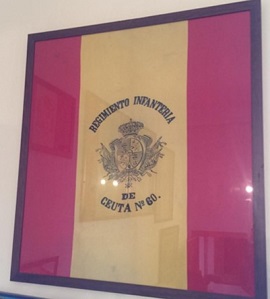 REGIMIENTO INFANTERIA
DE
CEUTA Nº 60.